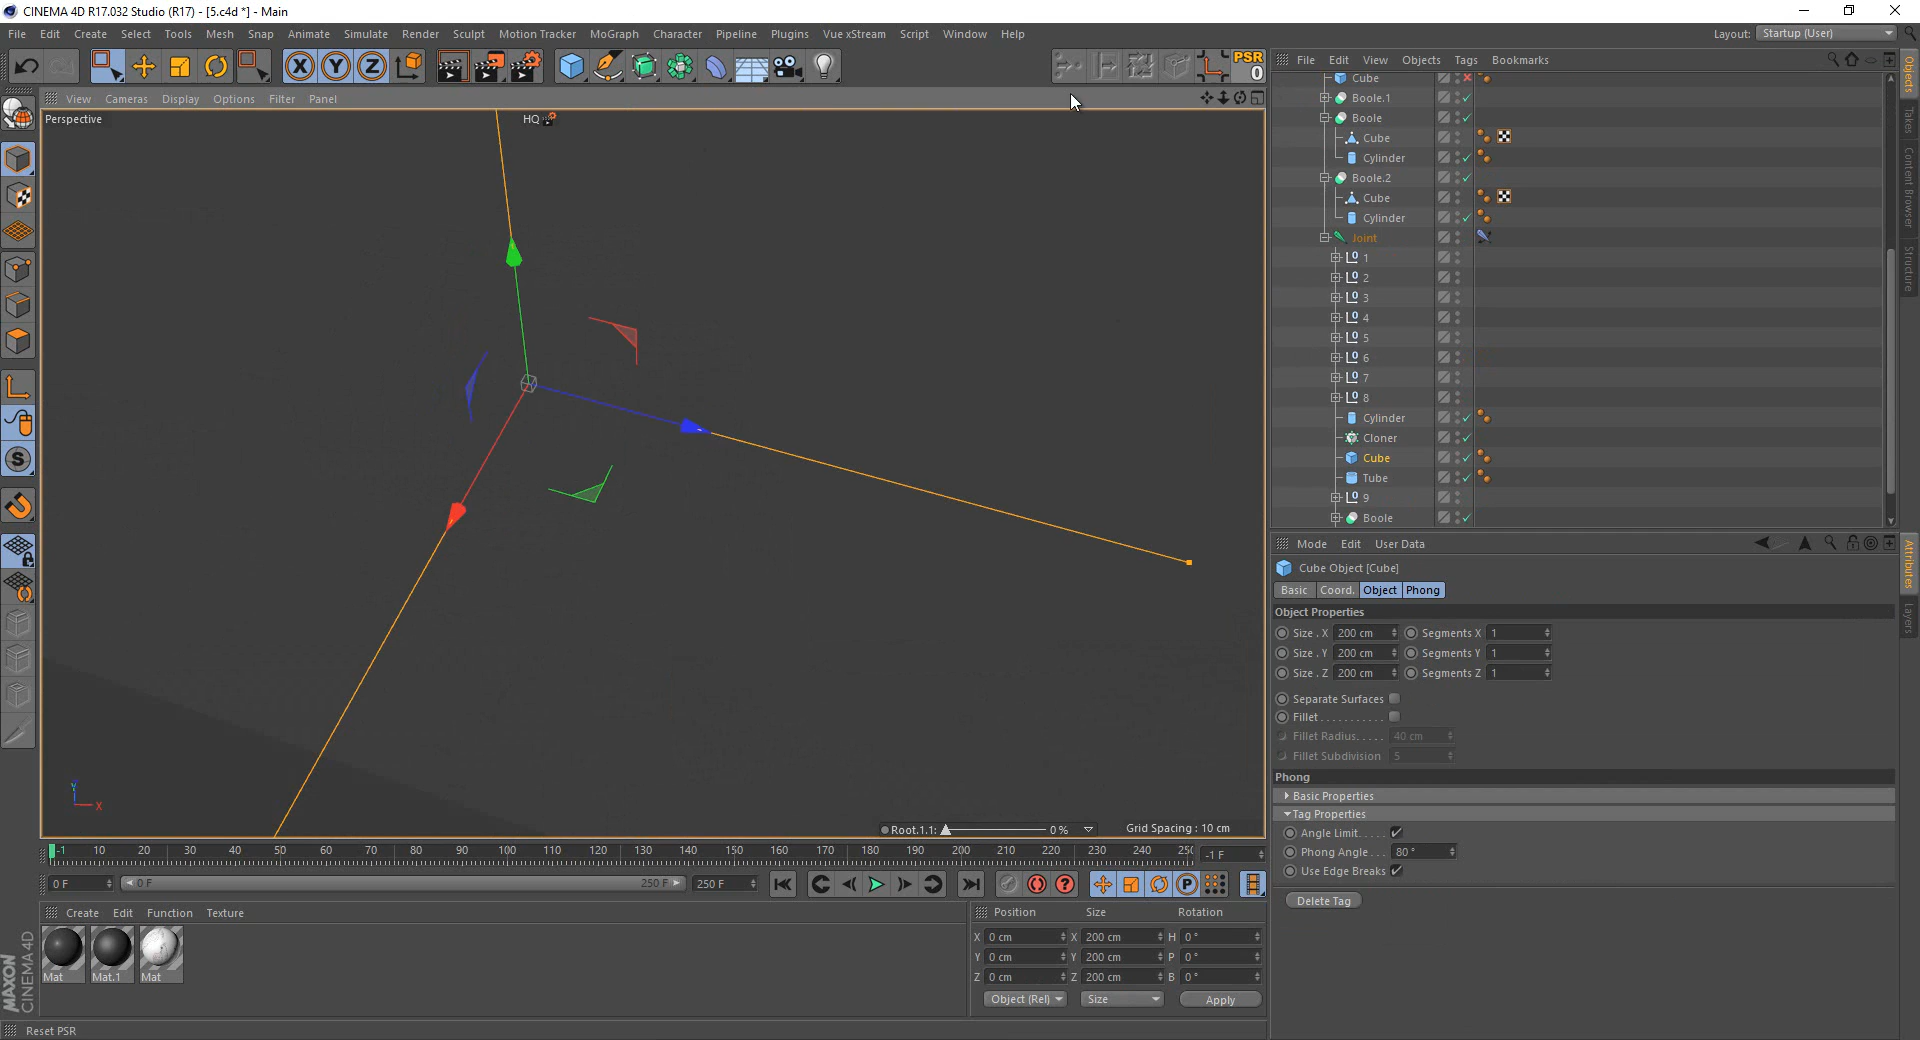 CINEMA 4D R17.032 Studio (R17) - [5.c4d *] - Main
File Edit Create Select Tools Mesh Snap Animate Simulate Render Sculpt Motion Tracker MoGraph Character Pipeline Plugins Vue xStream Script Window Help
Layout: Startup (User)
X Y Z PSR 0
File Edit View Objects Tags Bookmarks
View Cameras Display Options Filter Panel
Perspective
HQ
Cube
Boole.1
Boole
Cube
Cylinder
Boole.2
Cube
Cylinder
Joint
1
2
3
4
5
6
7
8
Cylinder
Cloner
Cube
Tube
9
Boole
Objects
Takes
Content Browser
Structure
Mode Edit User Data
Attributes
Layers
Cube Object [Cube]
Basic Coord. Object Phong
Object Properties
Size . X 200 cm Segments X 1
Size . Y 200 cm Segments Y 1
Size . Z 200 cm Segments Z 1
Separate Surfaces
Fillet
Fillet Radius 40 cm
Fillet Subdivision 5
Phong
Basic Properties
Tag Properties
Angle Limit
Phong Angle 80 °
Use Edge Breaks
Delete Tag
Y
X
Root.1.1: 0 % Grid Spacing : 10 cm
-1 10 20 30 40 50 60 70 80 90 100 110 120 130 140 150 160 170 180 190 200 210 220 230 240 250 -1 F
0 F 0 F 250 F 250 F
Create Edit Function Texture
Mat Mat.1 Mat
MAXON
CINEMA 4D
Position Size Rotation
X 0 cm X 200 cm H 0 °
Y 0 cm Y 200 cm P 0 °
Z 0 cm Z 200 cm B 0 °
Object (Rel) Size Apply
Reset PSR